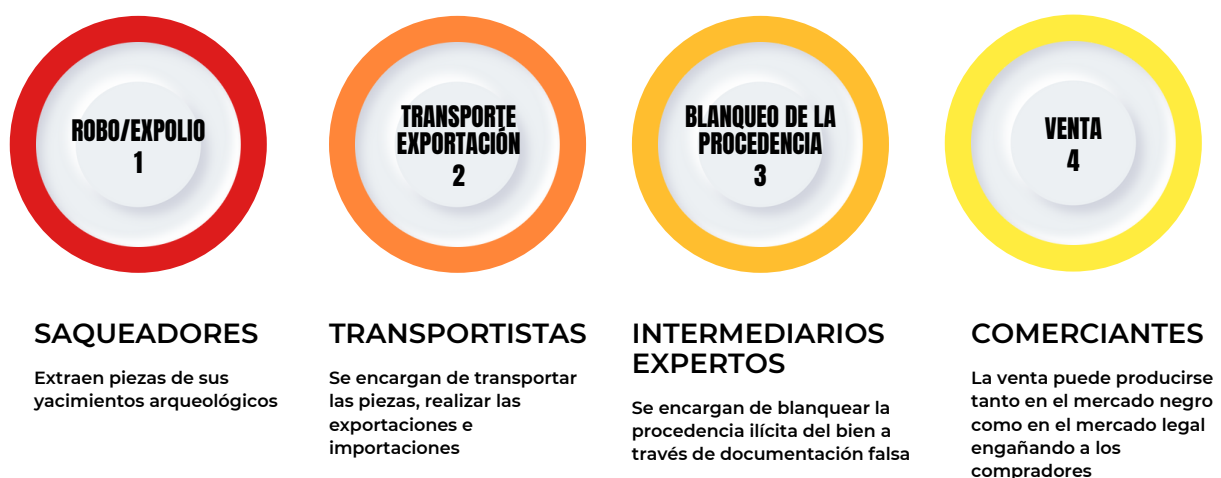 ROBO/EXPOLIO
1
TRANSPORTE
EXPORTACIÓN
2
BLANQUEO DE LA
PROCEDENCIA
3
VENTA
4
SAQUEADORES
Extraen piezas de sus
yacimientos arqueológicos
TRANSPORTISTAS
Se encargan de transportar
las piezas, realizar las
exportaciones e
importaciones
INTERMEDIARIOS
EXPERTOS
Se encargan de blanquear la
procedencia ilícita del bien a
través de documentación falsa
COMERCIANTES
La venta puede producirse
tanto en el mercado negro
como en el mercado legal
engañando a los
compradores